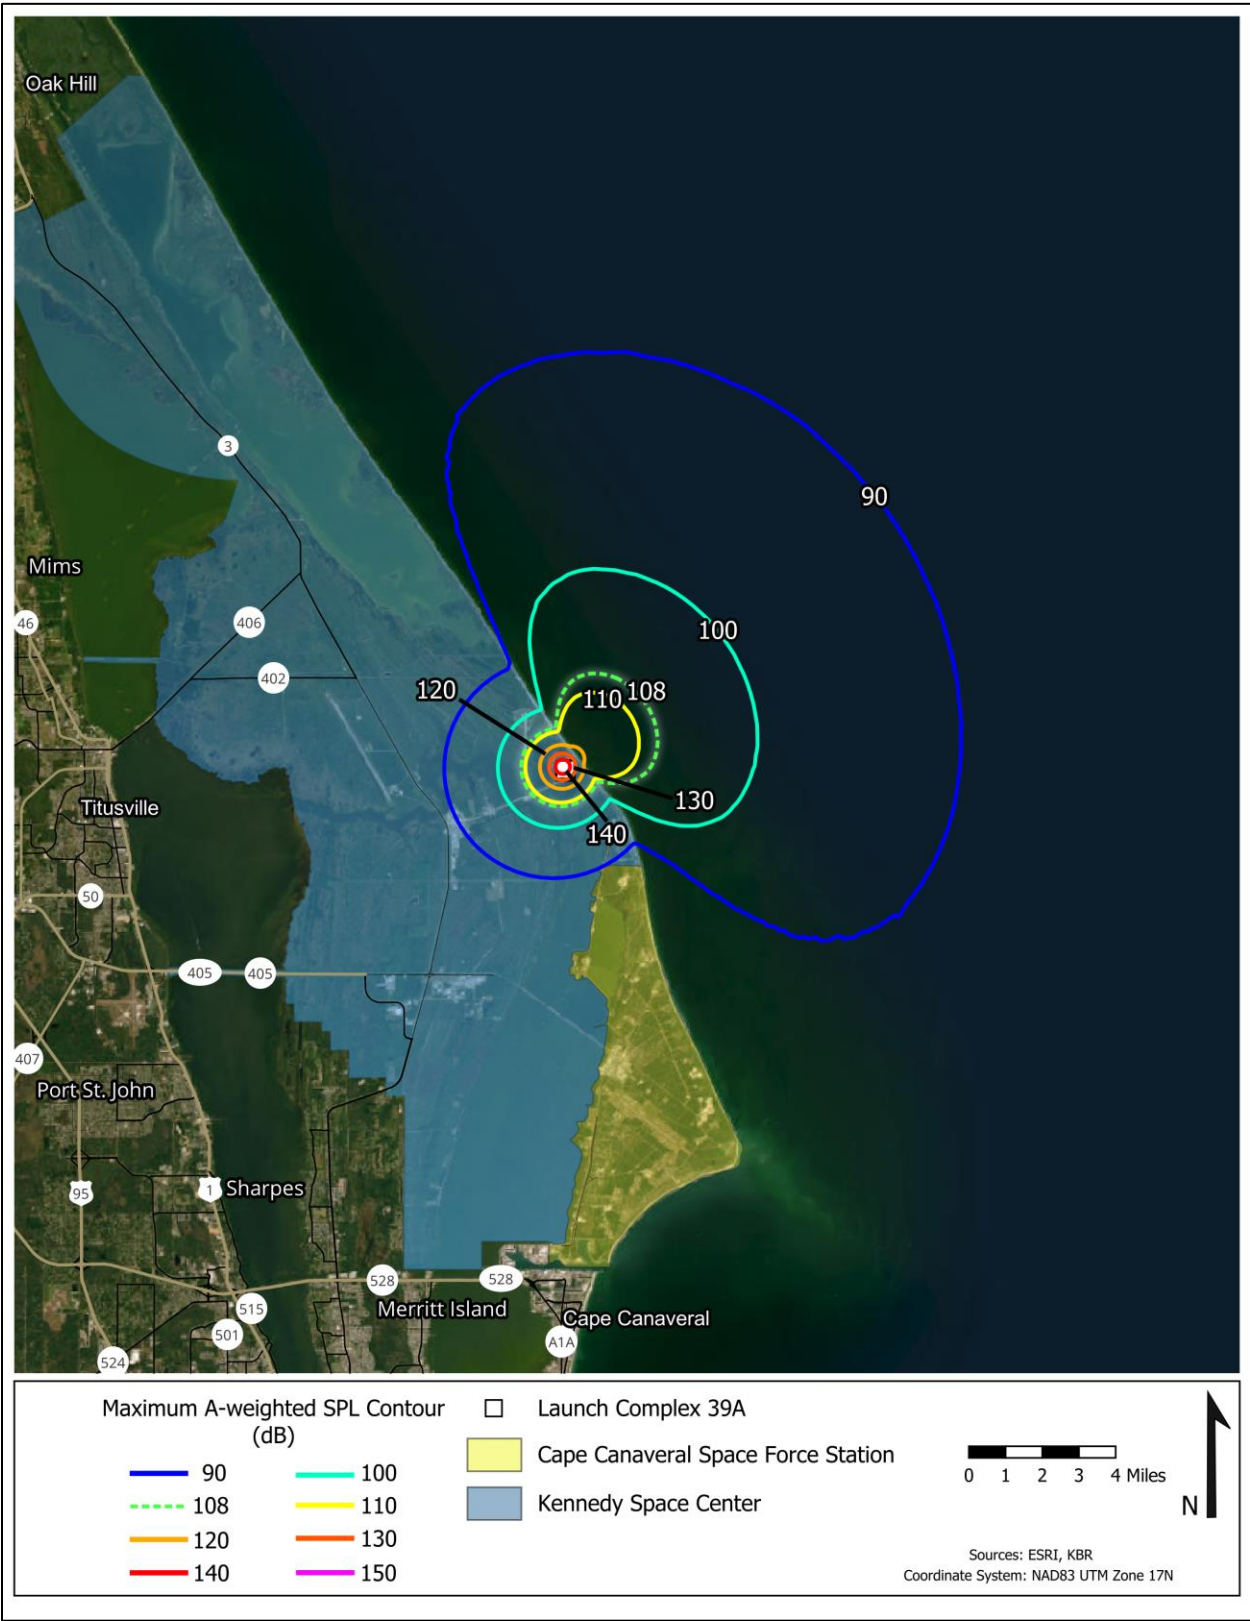 Oak Hill
3
90
Mims
46
406
100
402
120
108
110
130
Titusville
140
50
405
405
407
Port St. John
95
1
Sharpes
528
528
515
Merritt Island
Cape Canaveral
501
A1A
524
Maximum A-weighted SPL Contour
(dB)
90
100
108
110
120
130
140
150
Launch Complex 39A
Cape Canaveral Space Force Station
Kennedy Space Center
0 1 2 3 4 Miles
N
Sources: ESRI, KBR
Coordinate System: NAD83 UTM Zone 17N